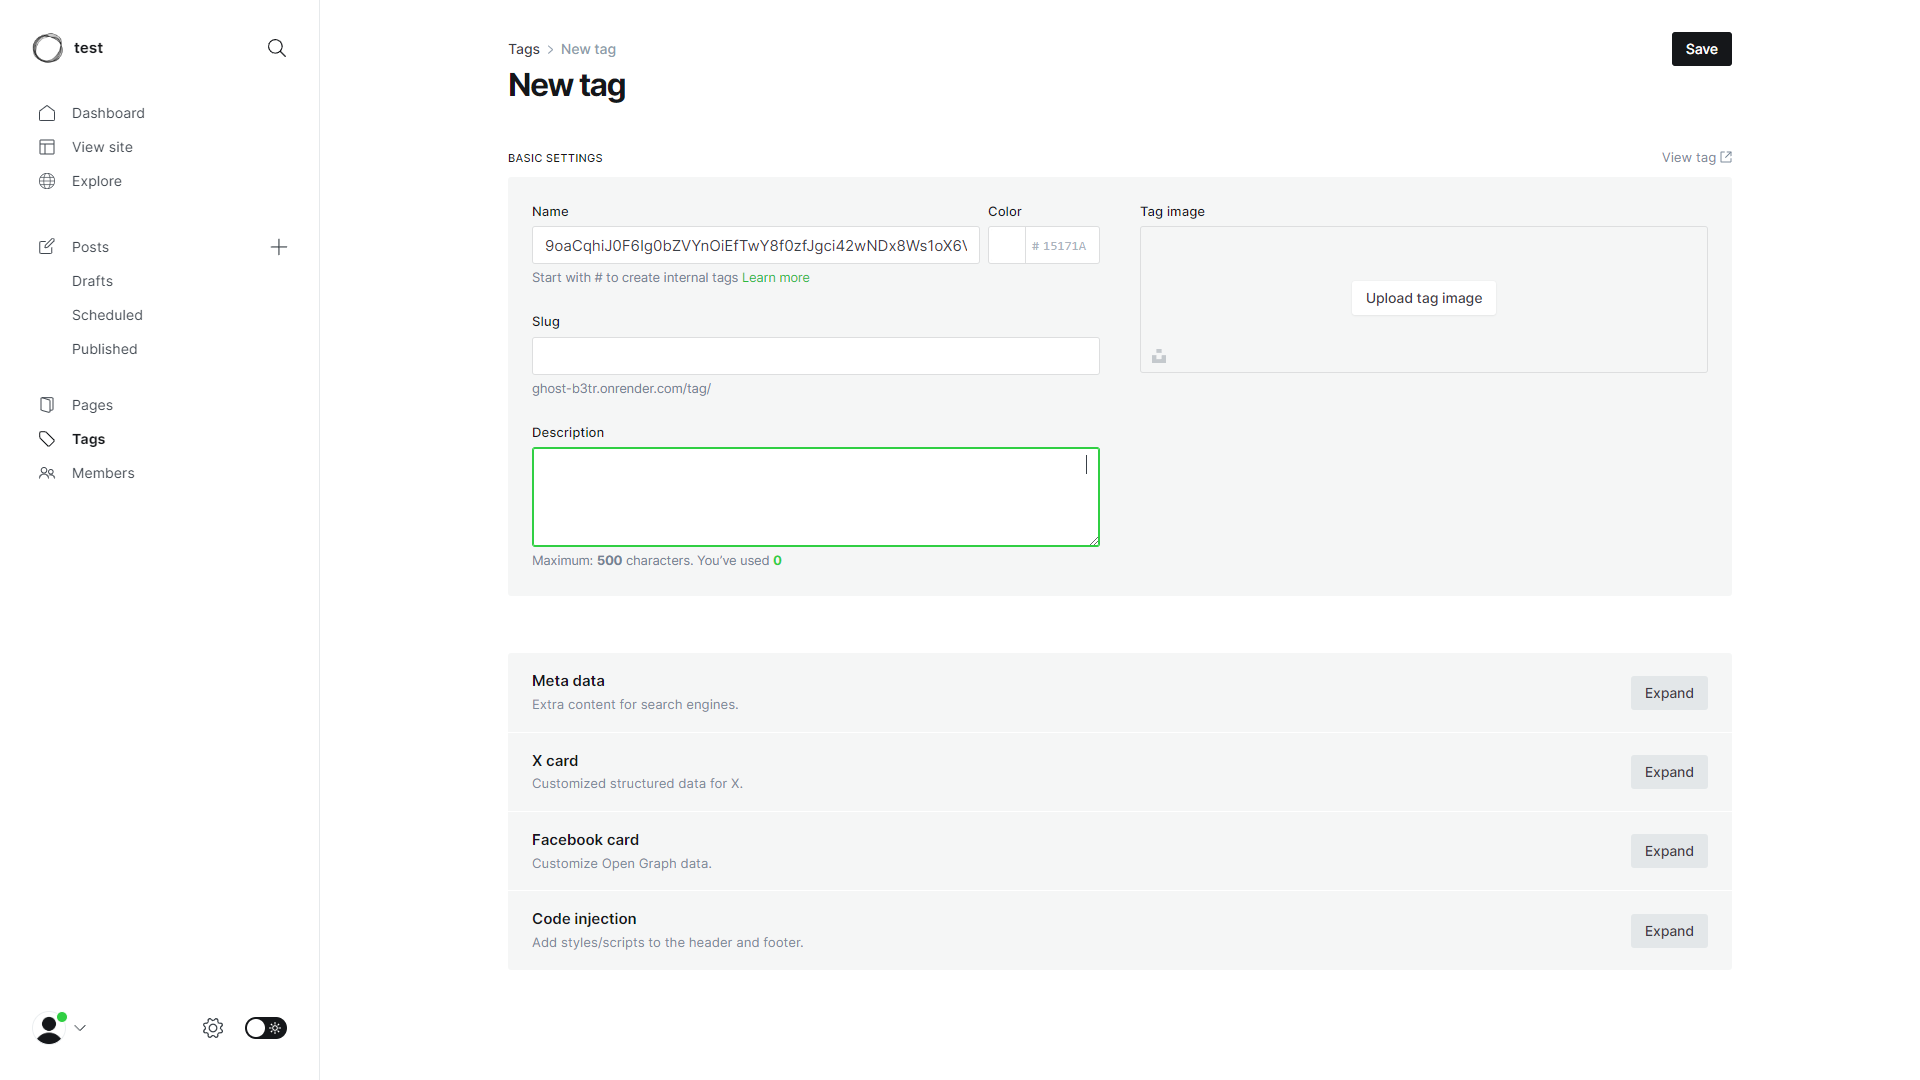 test
Dashboard
View site
Explore
Posts
Drafts
Scheduled
Published
Pages
Tags
Members
Tags > New tag
Save
New tag
BASIC SETTINGS
View tag
Name
Color
Tag image
# 15171A
Start with # to create internal tags Learn more
Upload tag image
Slug
ghost-b3tr.onrender.com/tag/
Description
Maximum: 500 characters. You’ve used 0
Meta data
Extra content for search engines.
Expand
X card
Customized structured data for X.
Expand
Facebook card
Customize Open Graph data.
Expand
Code injection
Add styles/scripts to the header and footer.
Expand